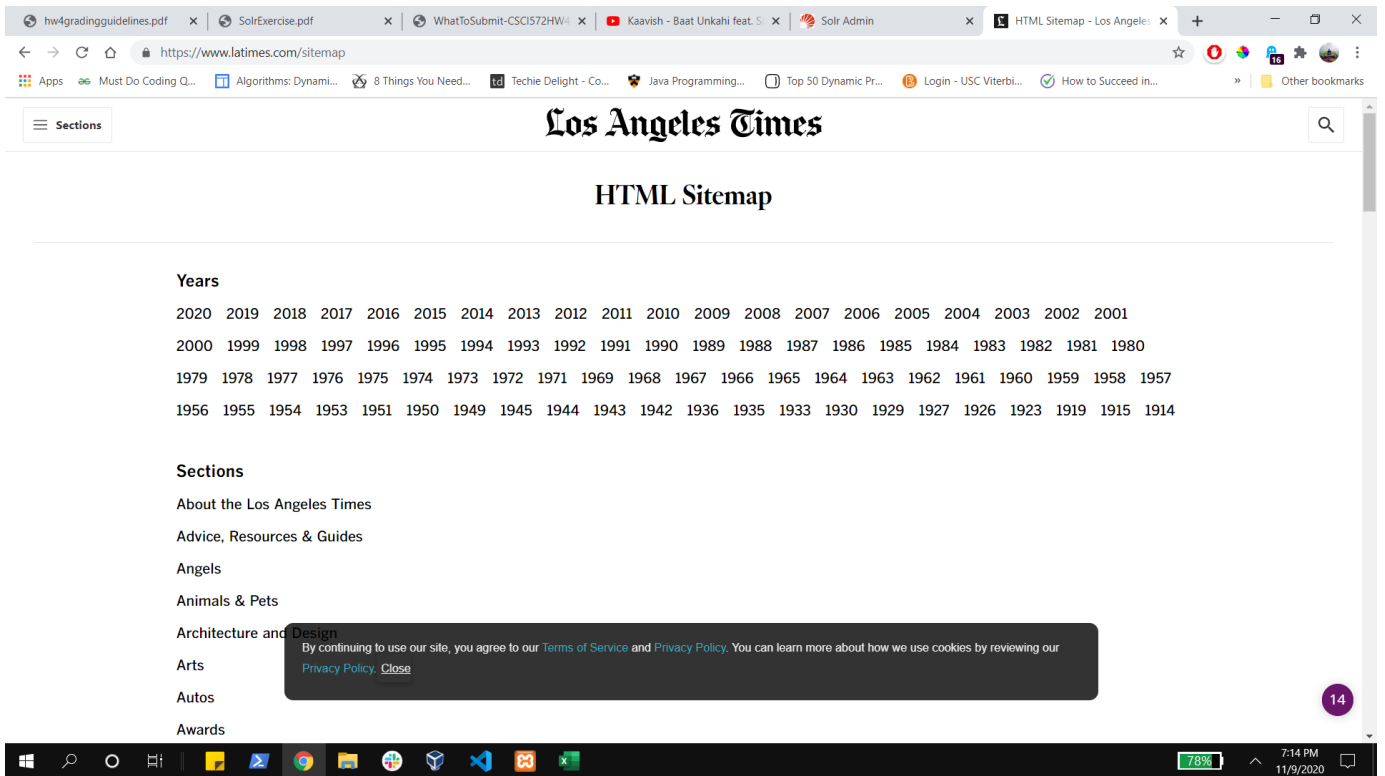 hw4gradingguidelines.pdf SolrExercise.pdf WhatToSubmit-CSCI572HW4 Kaavish - Baat Unkahi feat. S Solr Admin HTML Sitemap - Los Angeles
https://www.latimes.com/sitemap 16
Apps Must Do Coding Q... Algorithms: Dynami... 8 Things You Need... td Techie Delight - Co... Java Programming... Top 50 Dynamic Pr... Login - USC Viterbi... How to Succeed in... » Other bookmarks
Sections Los Angeles Times
HTML Sitemap
Years
2020 2019 2018 2017 2016 2015 2014 2013 2012 2011 2010 2009 2008 2007 2006 2005 2004 2003 2002 2001
2000 1999 1998 1997 1996 1995 1994 1993 1992 1991 1990 1989 1988 1987 1986 1985 1984 1983 1982 1981 1980
1979 1978 1977 1976 1975 1974 1973 1972 1971 1969 1968 1967 1966 1965 1964 1963 1962 1961 1960 1959 1958 1957
1956 1955 1954 1953 1951 1950 1949 1945 1944 1943 1942 1936 1935 1933 1930 1929 1927 1926 1923 1919 1915 1914
Sections
About the Los Angeles Times
Advice, Resources & Guides
Angels
Animals & Pets
Architecture and Design
By continuing to use our site, you agree to our Terms of Service and Privacy Policy. You can learn more about how we use cookies by reviewing our
Arts
Privacy Policy. Close
Autos
14
Awards
78% 7:14 PM
11/9/2020